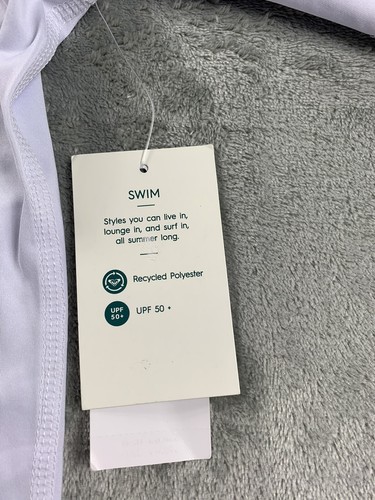 SWIM
Styles you can live in,
lounge in, and surf in,
all summer long.
Recycled Polyester
UPF
50+
UPF 50 +